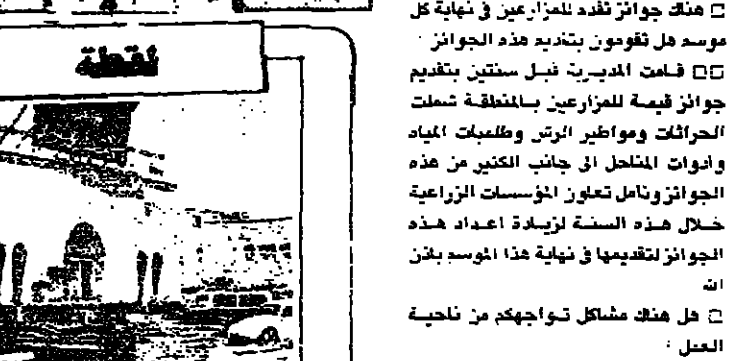 □ هناك جوائز تقدم للمزارعين في نهاية كل
موسم هل تقومون بتقديم هذه الجوائز ·
□□ قامت المديرية قبل سنتين بتقديم
جوائز قيمة للمزارعين بالمنطقة شملت
الحراثات ومواطير الرش وطلمبات المياه
وأدوات المناحل الى جانب الكثير من هذه
الجوائز ونامل تعاون المؤسسات الزراعية
خلال هذه السنة لزيادة اعداد هذه
الجوائز لتقديمها في نهاية هذا الموسم باذن
الله
□ هل هناك مشاكل تواجهكم من ناحية
العمل :
لقطة